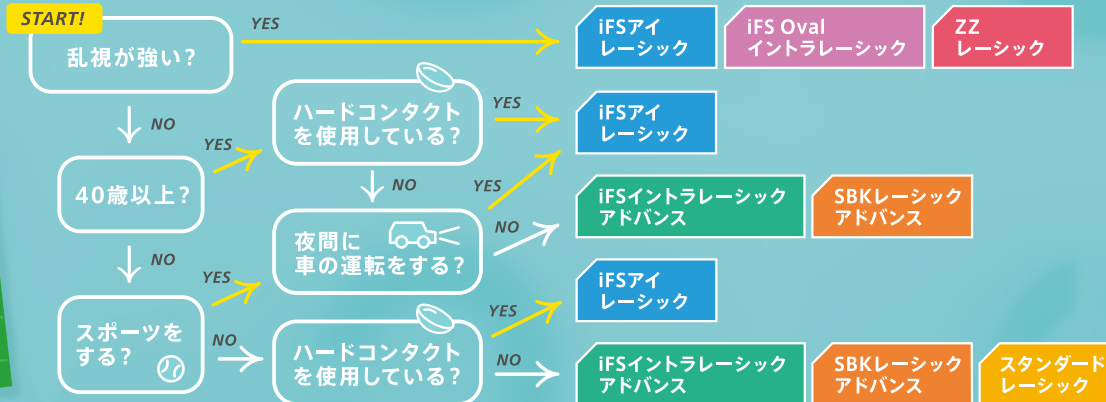 START!
乱視が強い?
YES
iFSアイ
レーシック
iFS Oval
イントラレーシック
ZZ
レーシック
NO
ハードコンタクト
を使用している?
YES
iFSアイ
レーシック
40歳以上?
YES
NO
YES
NO
夜間に
車の運転をする?
iFSイントラレーシック
アドバンス
SBKレーシック
アドバンス
NO
スポーツを
する?
YES
NO
ハードコンタクト
を使用している?
YES
iFSアイ
レーシック
NO
iFSイントラレーシック
アドバンス
SBKレーシック
アドバンス
スタンダード
レーシック